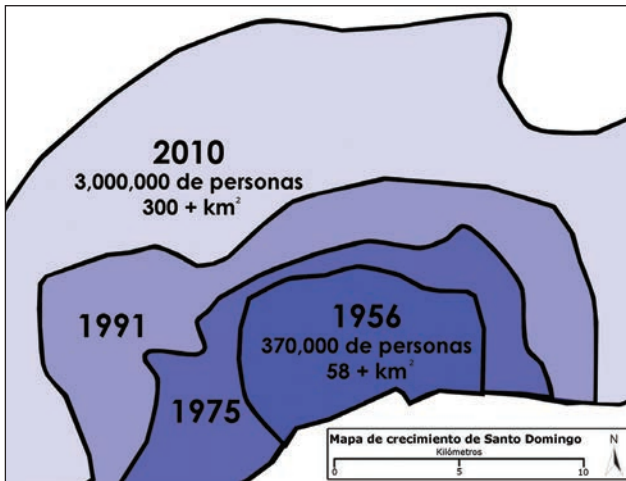 2010
3,000,000 de personas
300 + km²
1991
1956
370,000 de personas
58 + km²
1975
Mapa de crecimiento de Santo Domingo
Kilómetros
0 5 10
N